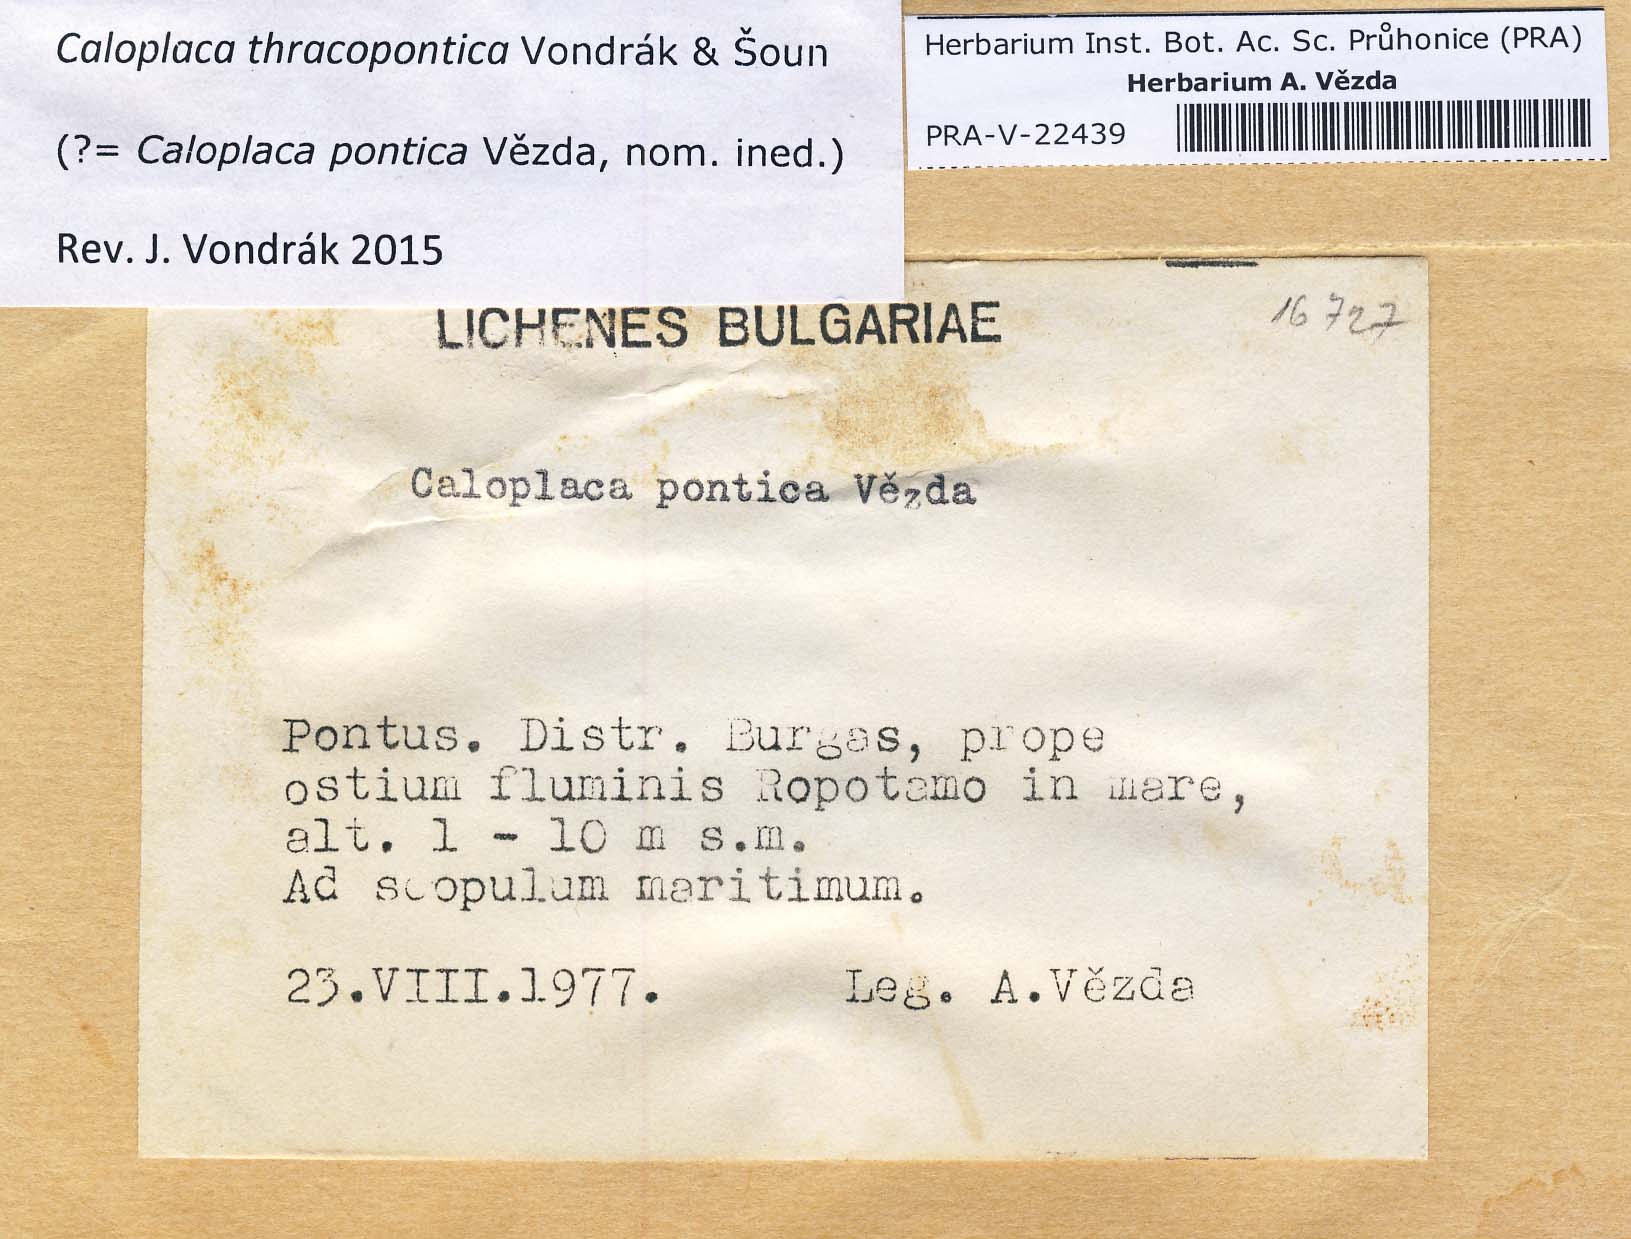 Caloplaca thracopontica Vondrák & Šoun
(?= Caloplaca pontica Vězda, nom. ined.)
Rev. J. Vondrák 2015
Herbarium Inst. Bot. Ac. Sc. Průhonice (PRA)
Herbarium A. Vězda
PRA-V-22439
LICHENES BULGARIAE
16727
Caloplaca pontica Vězda
Pontus. Distr. Burgas, prope
ostium fluminis Ropotamo in mare,
alt. 1 - 10 m s.m.
Ad scopulum maritimum.
23.VIII.1977. Leg. A.Vězda